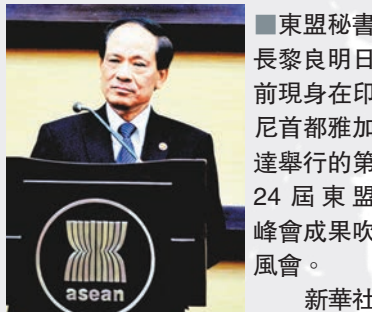 ■東盟秘書
長黎良明日
前現身在印
尼首都雅加
達舉行的第
24 屆東盟
峰會成果吹
風會。
新華社
asean